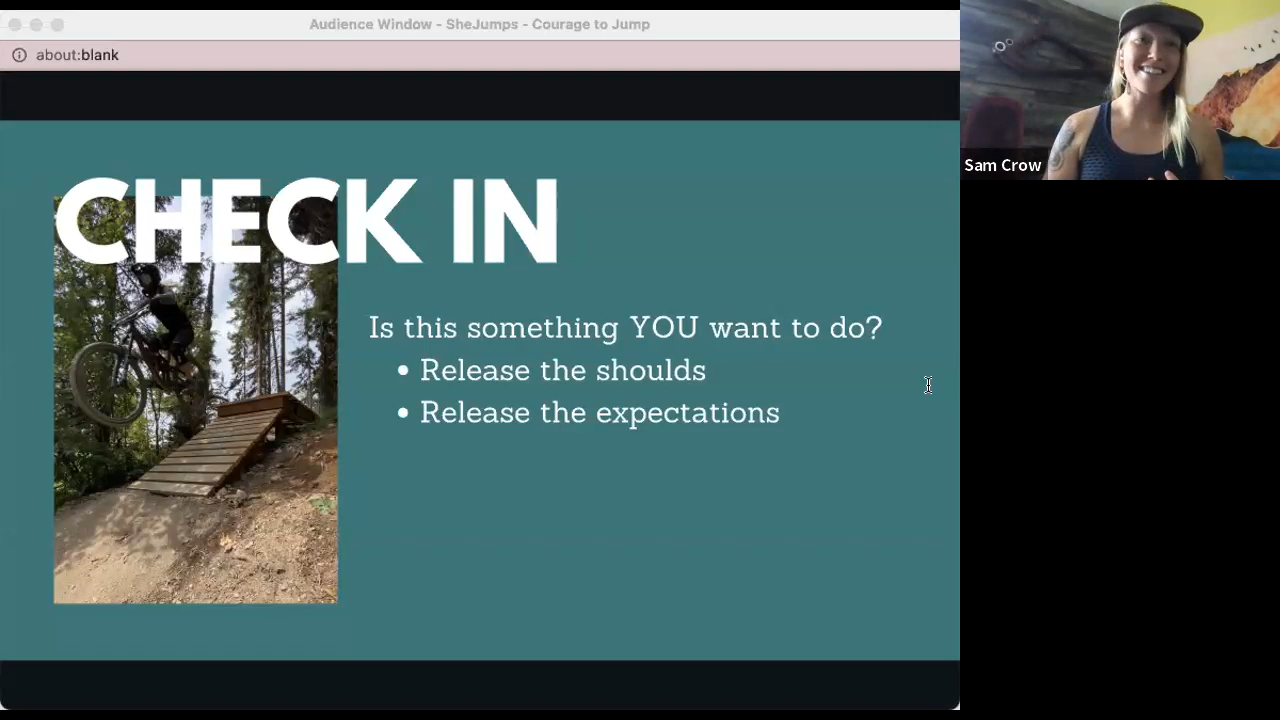 Audience Window - SheJumps - Courage to Jump
about:blank
Sam Crow
CHECK IN
Is this something YOU want to do?
• Release the shoulds
• Release the expectations